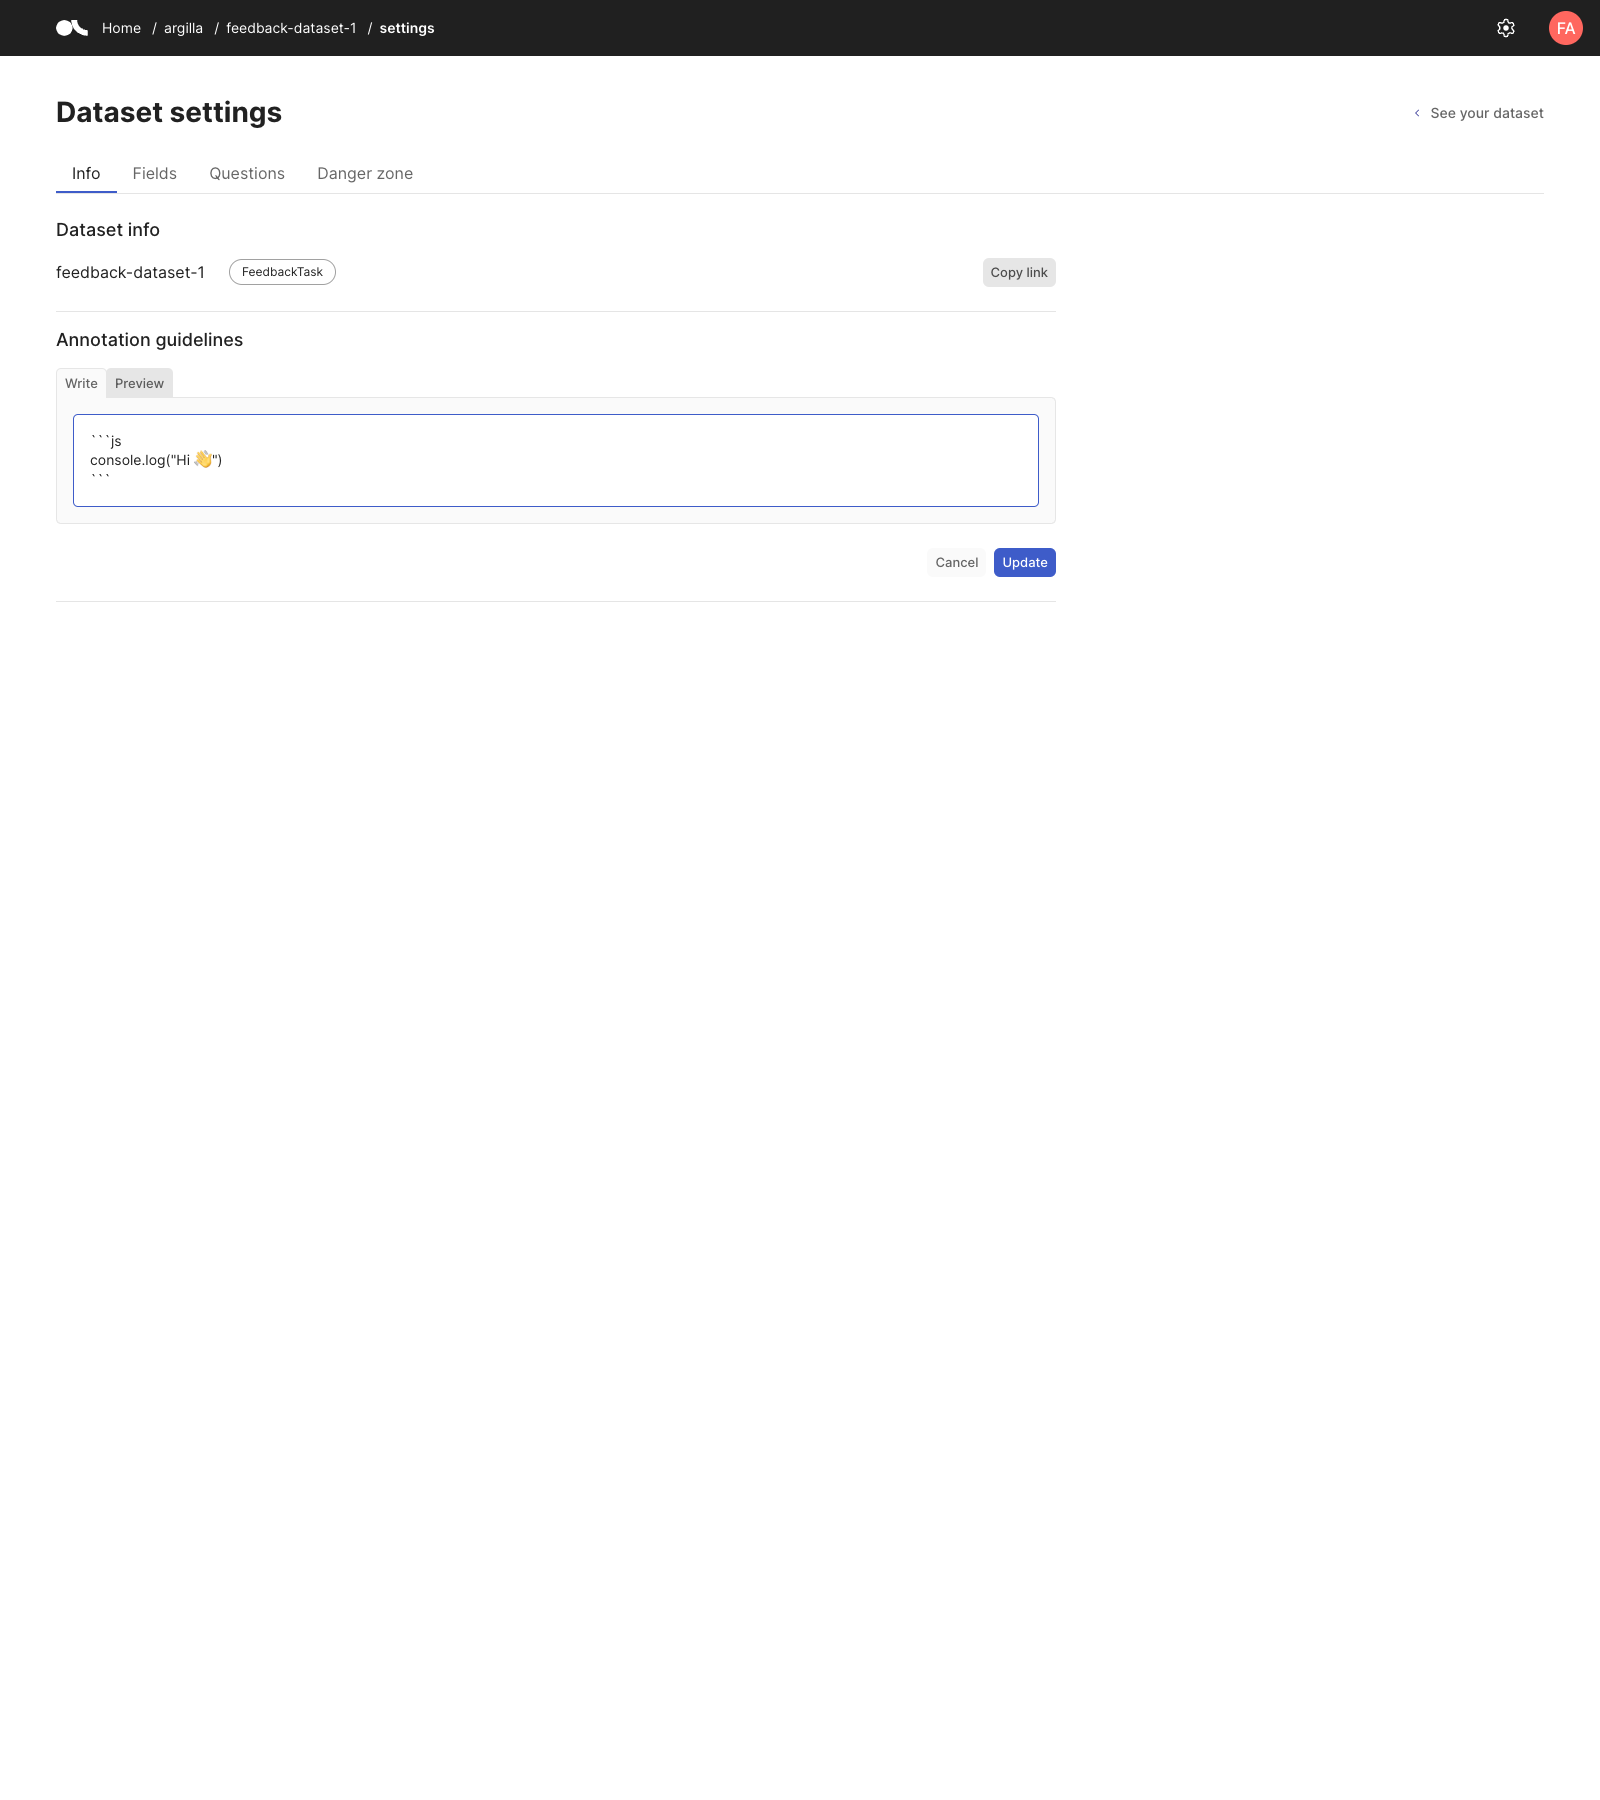 Home / argilla / feedback-dataset-1 / settings
FA
Dataset settings
See your dataset
Info Fields Questions Danger zone
Dataset info
feedback-dataset-1 FeedbackTask Copy link
Annotation guidelines
Write Preview
```js
console.log("Hi 👋")
```
Cancel Update